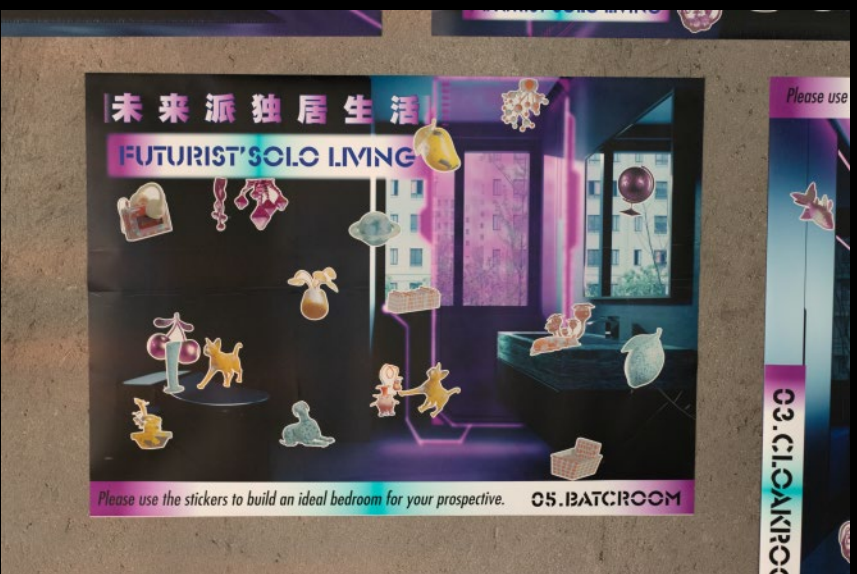 未来派独居生活
FUTURIST'SOLO LIVING
Please use the stickers to build an ideal bedroom for your prospective.
05.BATCROOM
Please use
03.CLOAKROO